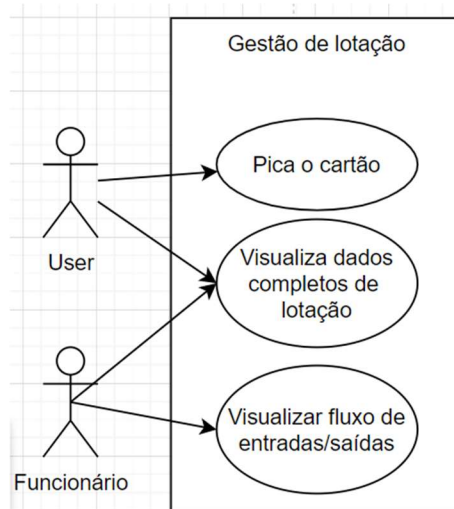 Gestão de lotação
Pica o cartão
User
Visualiza dados
completos de
lotação
Visualizar fluxo de
entradas/saídas
Funcionário